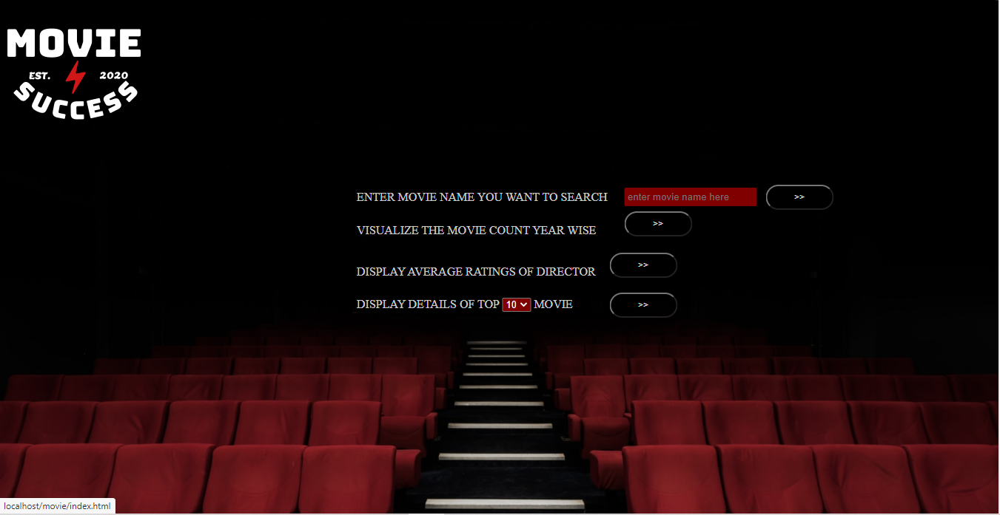 MOVIE
EST. 2020
SUCCESS
ENTER MOVIE NAME YOU WANT TO SEARCH enter movie name here >>
VISUALIZE THE MOVIE COUNT YEAR WISE >>
DISPLAY AVERAGE RATINGS OF DIRECTOR >>
DISPLAY DETAILS OF TOP 10 MOVIE >>
localhost/movie/index.html